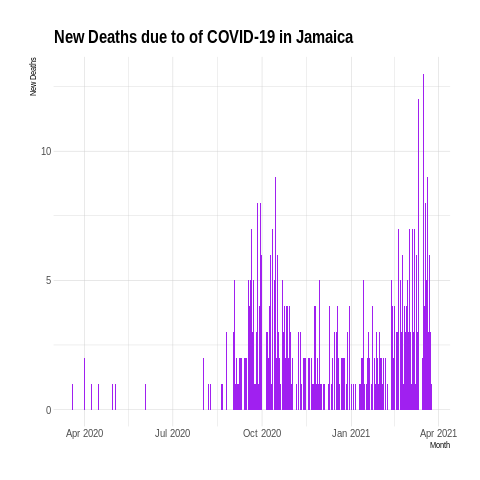 New Deaths due to of COVID-19 in Jamaica
New Deaths
10
5
0
Apr 2020
Jul 2020
Oct 2020
Jan 2021
Apr 2021
Month